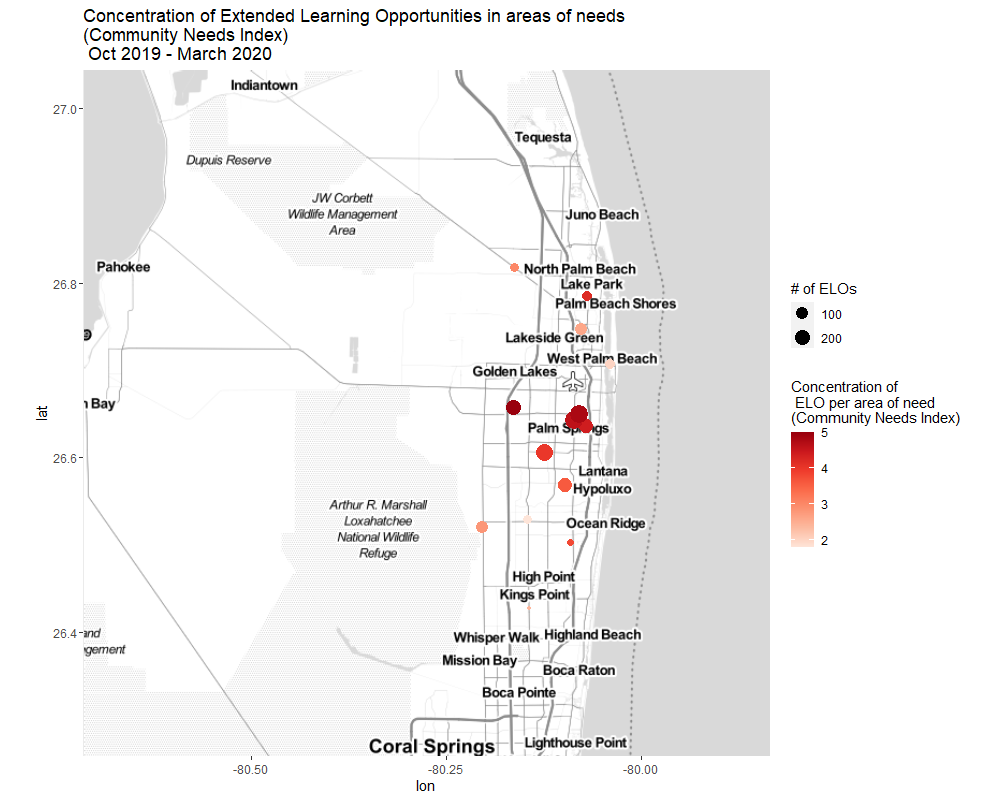 Concentration of Extended Learning Opportunities in areas of needs
(Community Needs Index)
Oct 2019 - March 2020
Indiantown
27.0
Tequesta
Dupuis Reserve
JW Corbett
Wildlife Management
Area
Juno Beach
Pahokee
North Palm Beach
26.8
Lake Park
Palm Beach Shores
Lakeside Green
West Palm Beach
Golden Lakes
n Bay
lat
Palm Springs
26.6
Lantana
Hypoluxo
Arthur R. Marshall
Loxahatchee
National Wildlife
Refuge
Ocean Ridge
High Point
Kings Point
26.4
and
gement
Whisper Walk
Highland Beach
Mission Bay
Boca Raton
Boca Pointe
Coral Springs
Lighthouse Point
-80.50
-80.25
-80.00
lon
# of ELOs
100
200
Concentration of
ELO per area of need
(Community Needs Index)
5
4
3
2